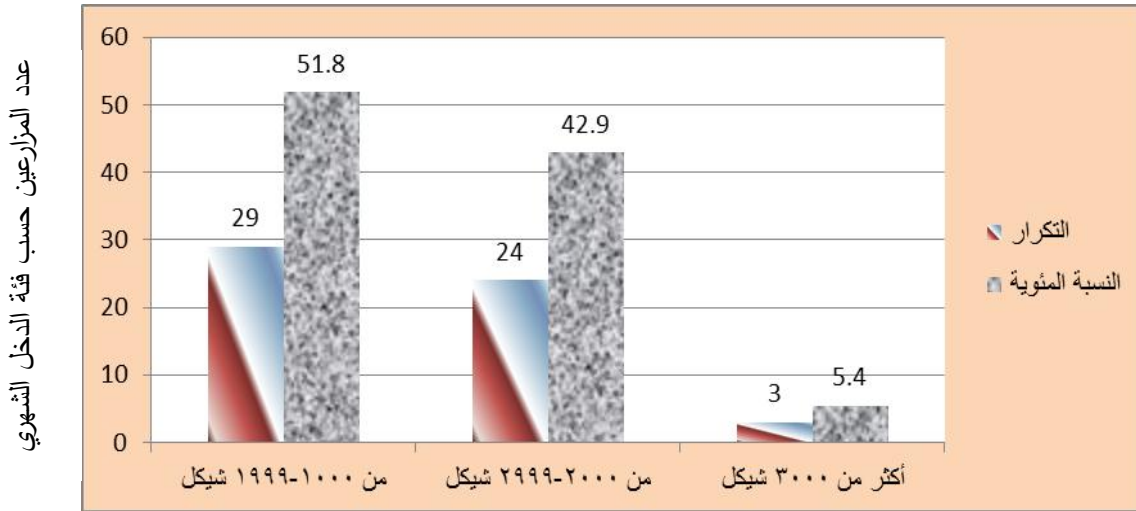 عدد المزارعين حسب فئة الدخل الشهري
60
50
40
30
20
10
0
51.8
29
42.9
24
5.4
3
من ١٠٠٠-١٩٩٩ شيكل
من ٢٠٠٠-٢٩٩٩ شيكل
أكثر من ٣٠٠٠ شيكل
التكرار
النسبة المئوية